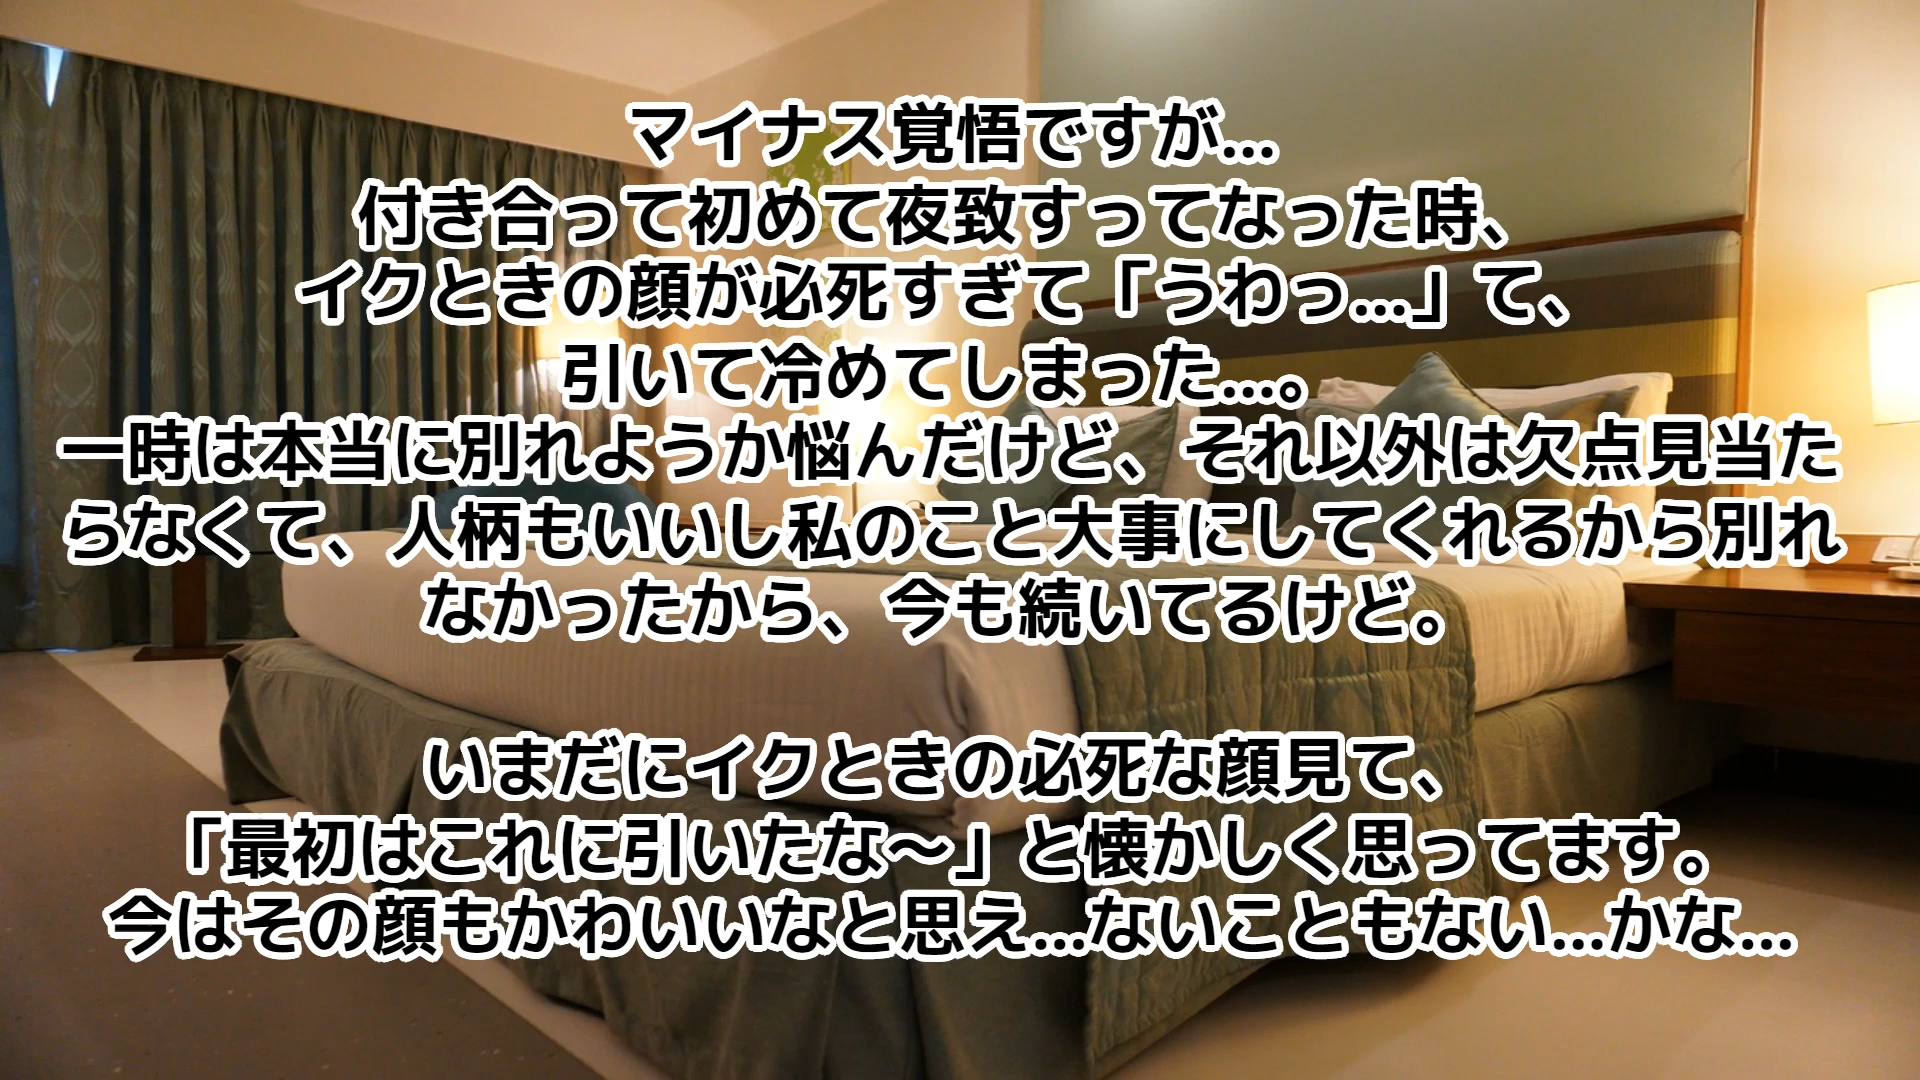 マイナス覚悟ですが...
付き合って初めて夜致すってなった時、
イクときの顔が必死すぎて「うわっ...」て、
引いて冷めてしまった...。
一時は本当に別れようか悩んだけど、それ以外は欠点見当た
らなくて、人柄もいいし私のこと大事にしてくれるから別れ
なかったから、今も続いてるけど。
いまだにイクときの必死な顔見て、
「最初はこれに引いたな〜」と懐かしく思ってます。
今はその顔もかわいいなと思え...ないこともない...かな...